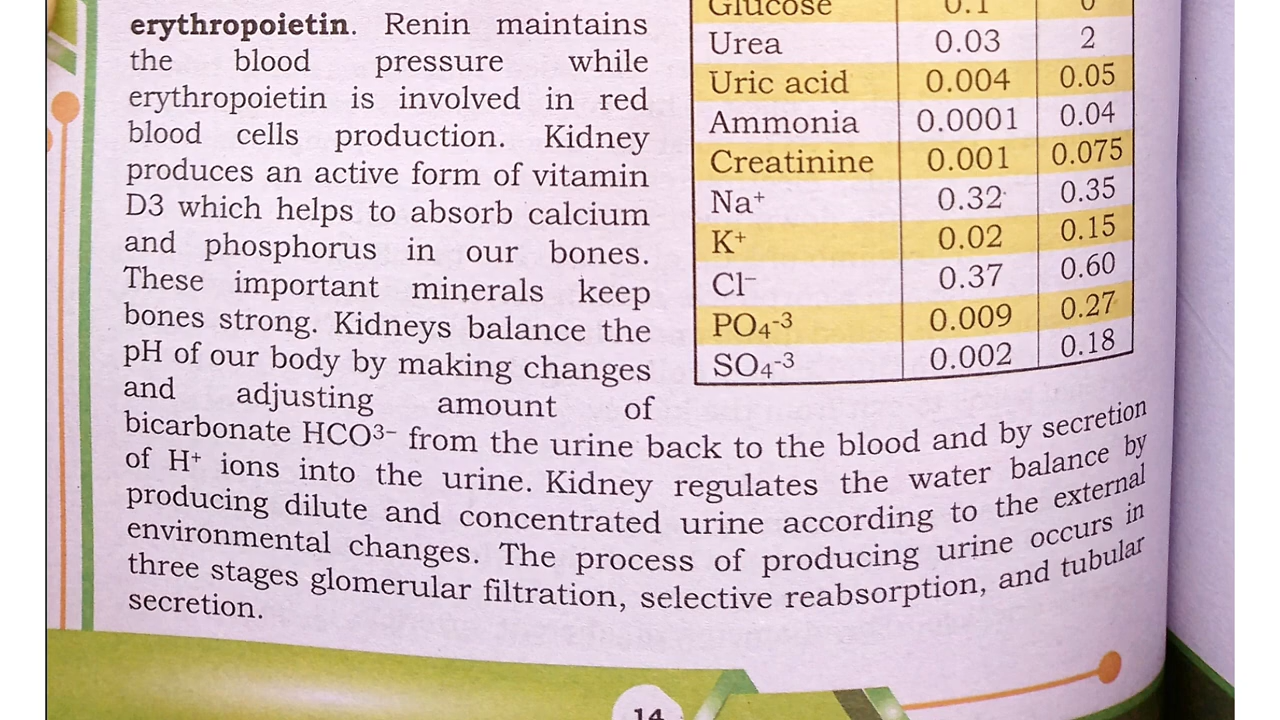 erythropoietin. Renin maintains
the blood pressure while
erythropoietin is involved in red
blood cells production. Kidney
produces an active form of vitamin
D3 which helps to absorb calcium
and phosphorus in our bones.
These important minerals keep
bones strong. Kidneys balance the
pH of our body by making changes
and adjusting amount of
bicarbonate HCO³⁻ from the urine back to the blood and by secretion
of H⁺ ions into the urine. Kidney regulates the water balance by
producing dilute and concentrated urine according to the external
environmental changes. The process of producing urine occurs in
three stages glomerular filtration, selective reabsorption, and tubular
secretion.
Glucose 0.1 0
Urea 0.03 2
Uric acid 0.004 0.05
Ammonia 0.0001 0.04
Creatinine 0.001 0.075
Na⁺ 0.32 0.35
K⁺ 0.02 0.15
Cl⁻ 0.37 0.60
PO₄⁻³ 0.009 0.27
SO₄⁻³ 0.002 0.18
14